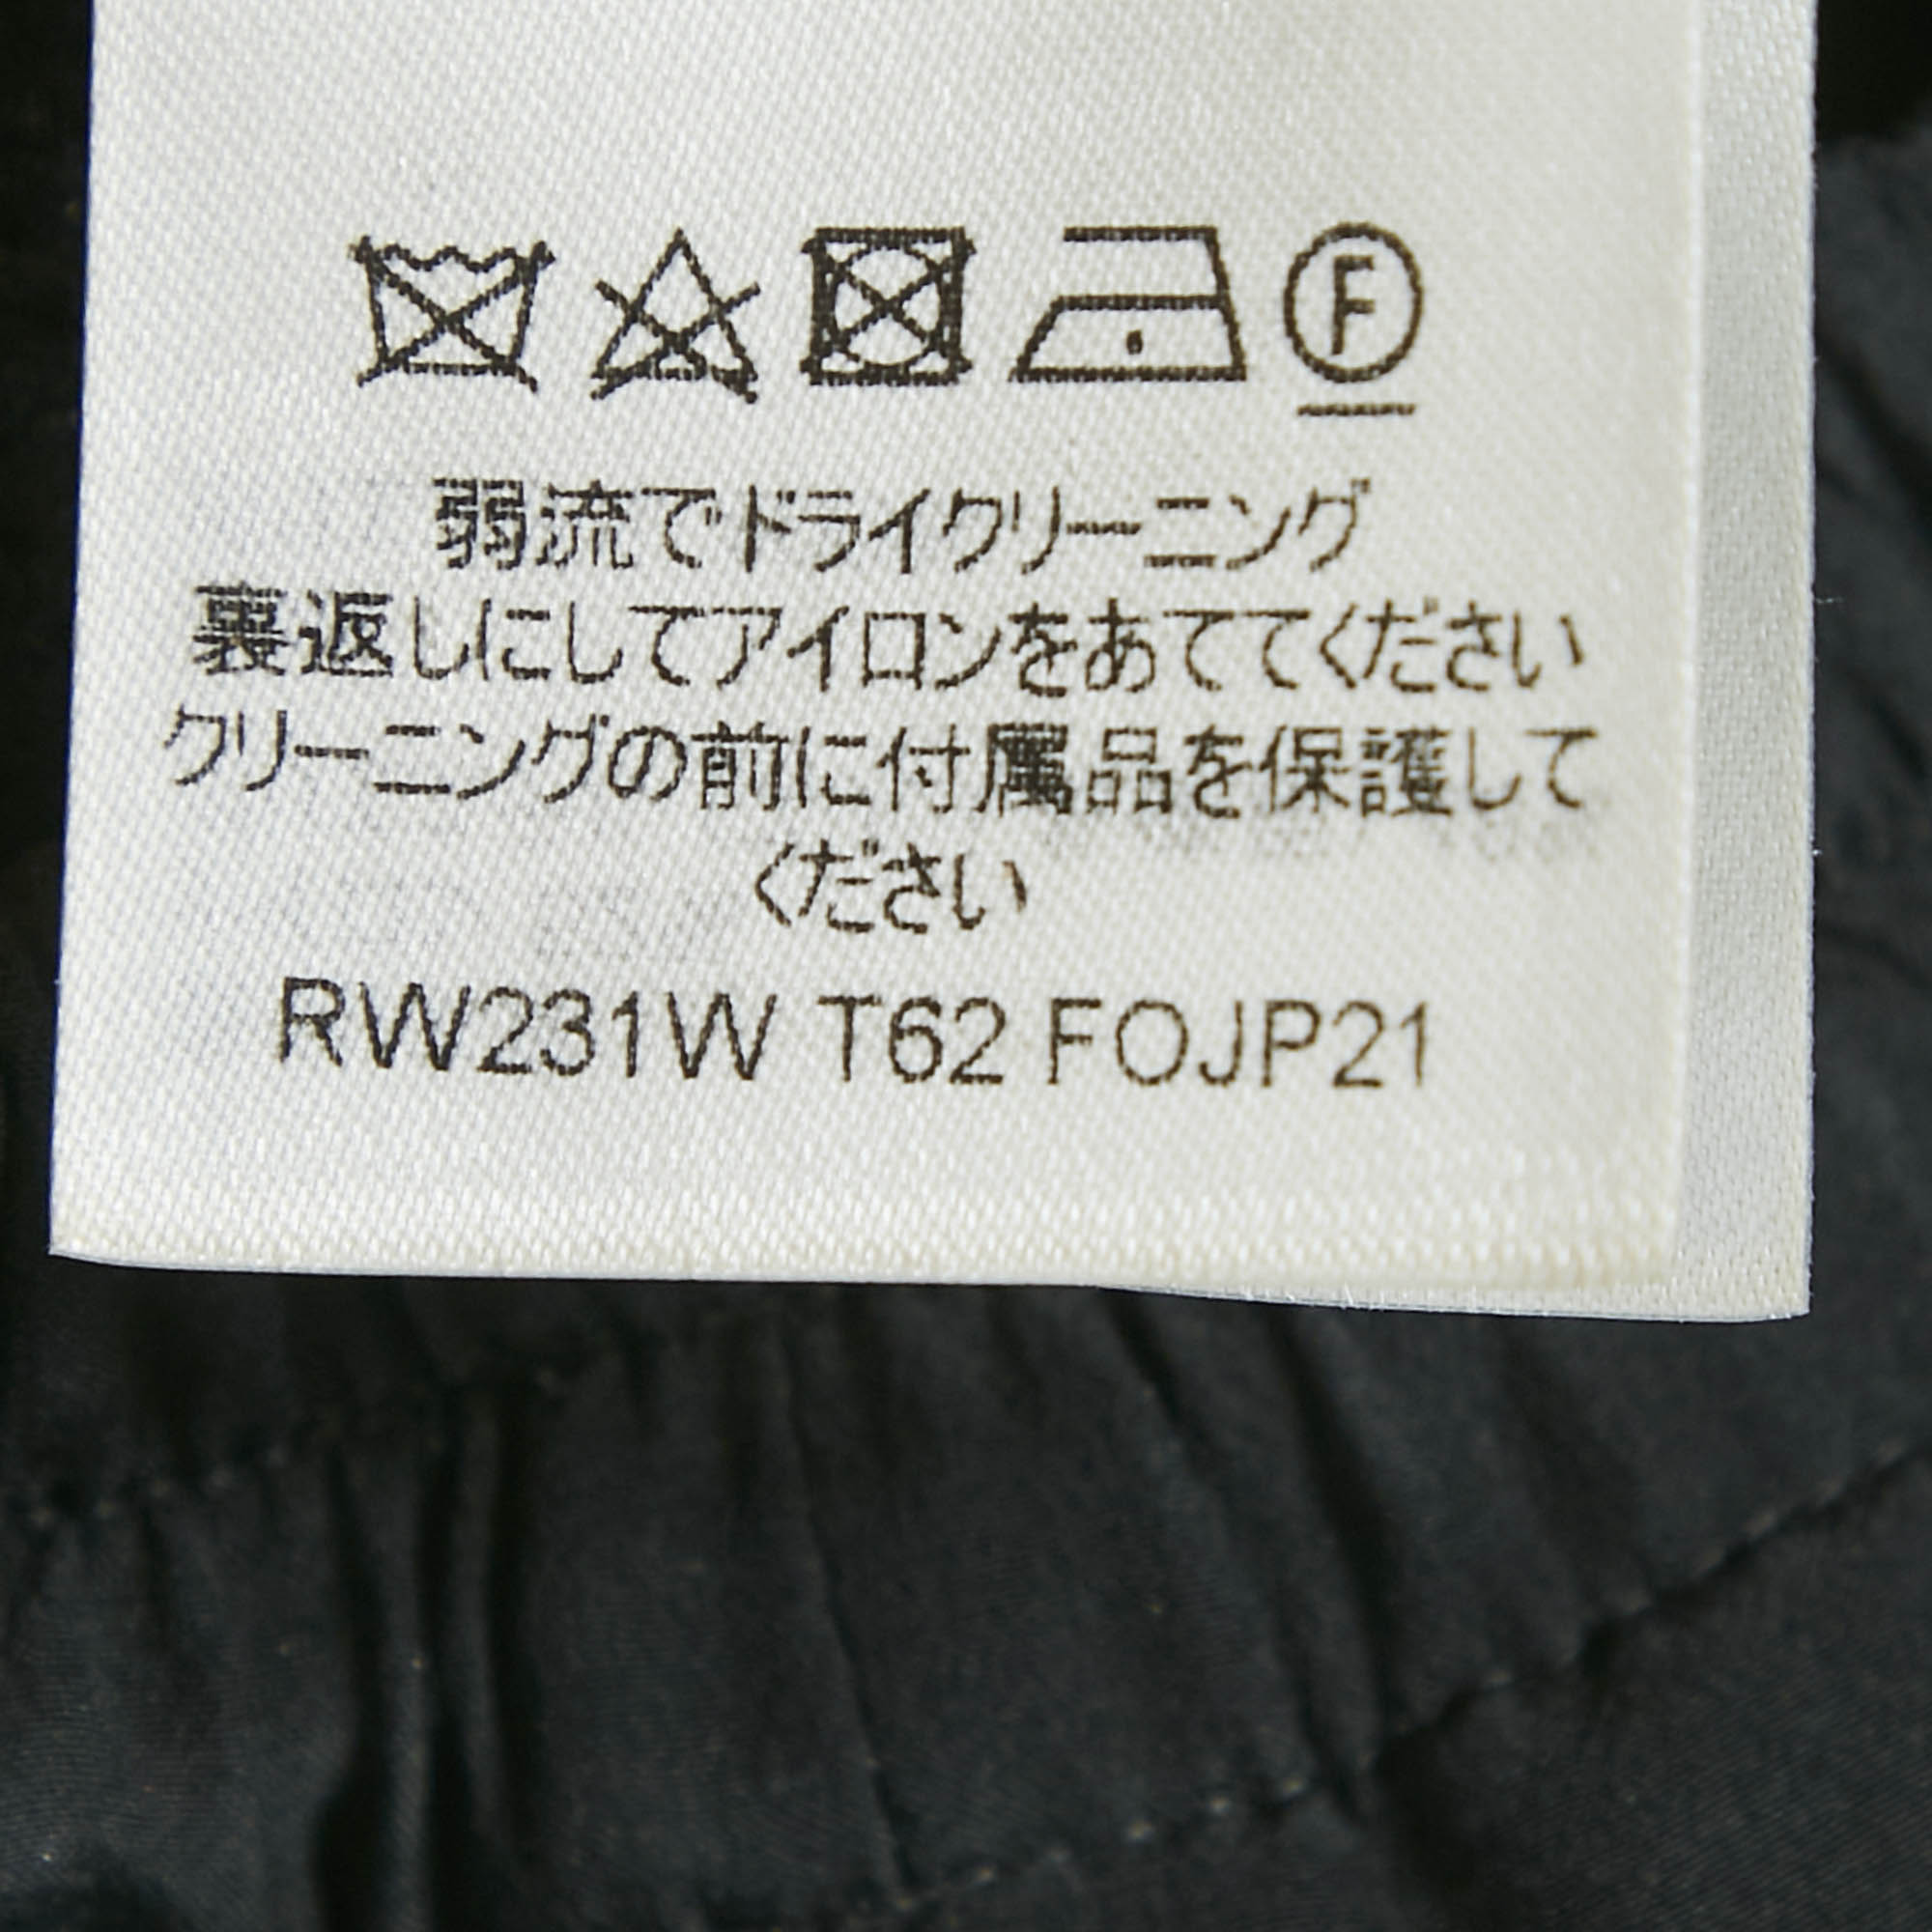 F
弱流でドライクリーニング
裏返しにしてアイロンをあててください
クリーニングの前に付属品を保護して
ください
RW231W T62 FOJP21